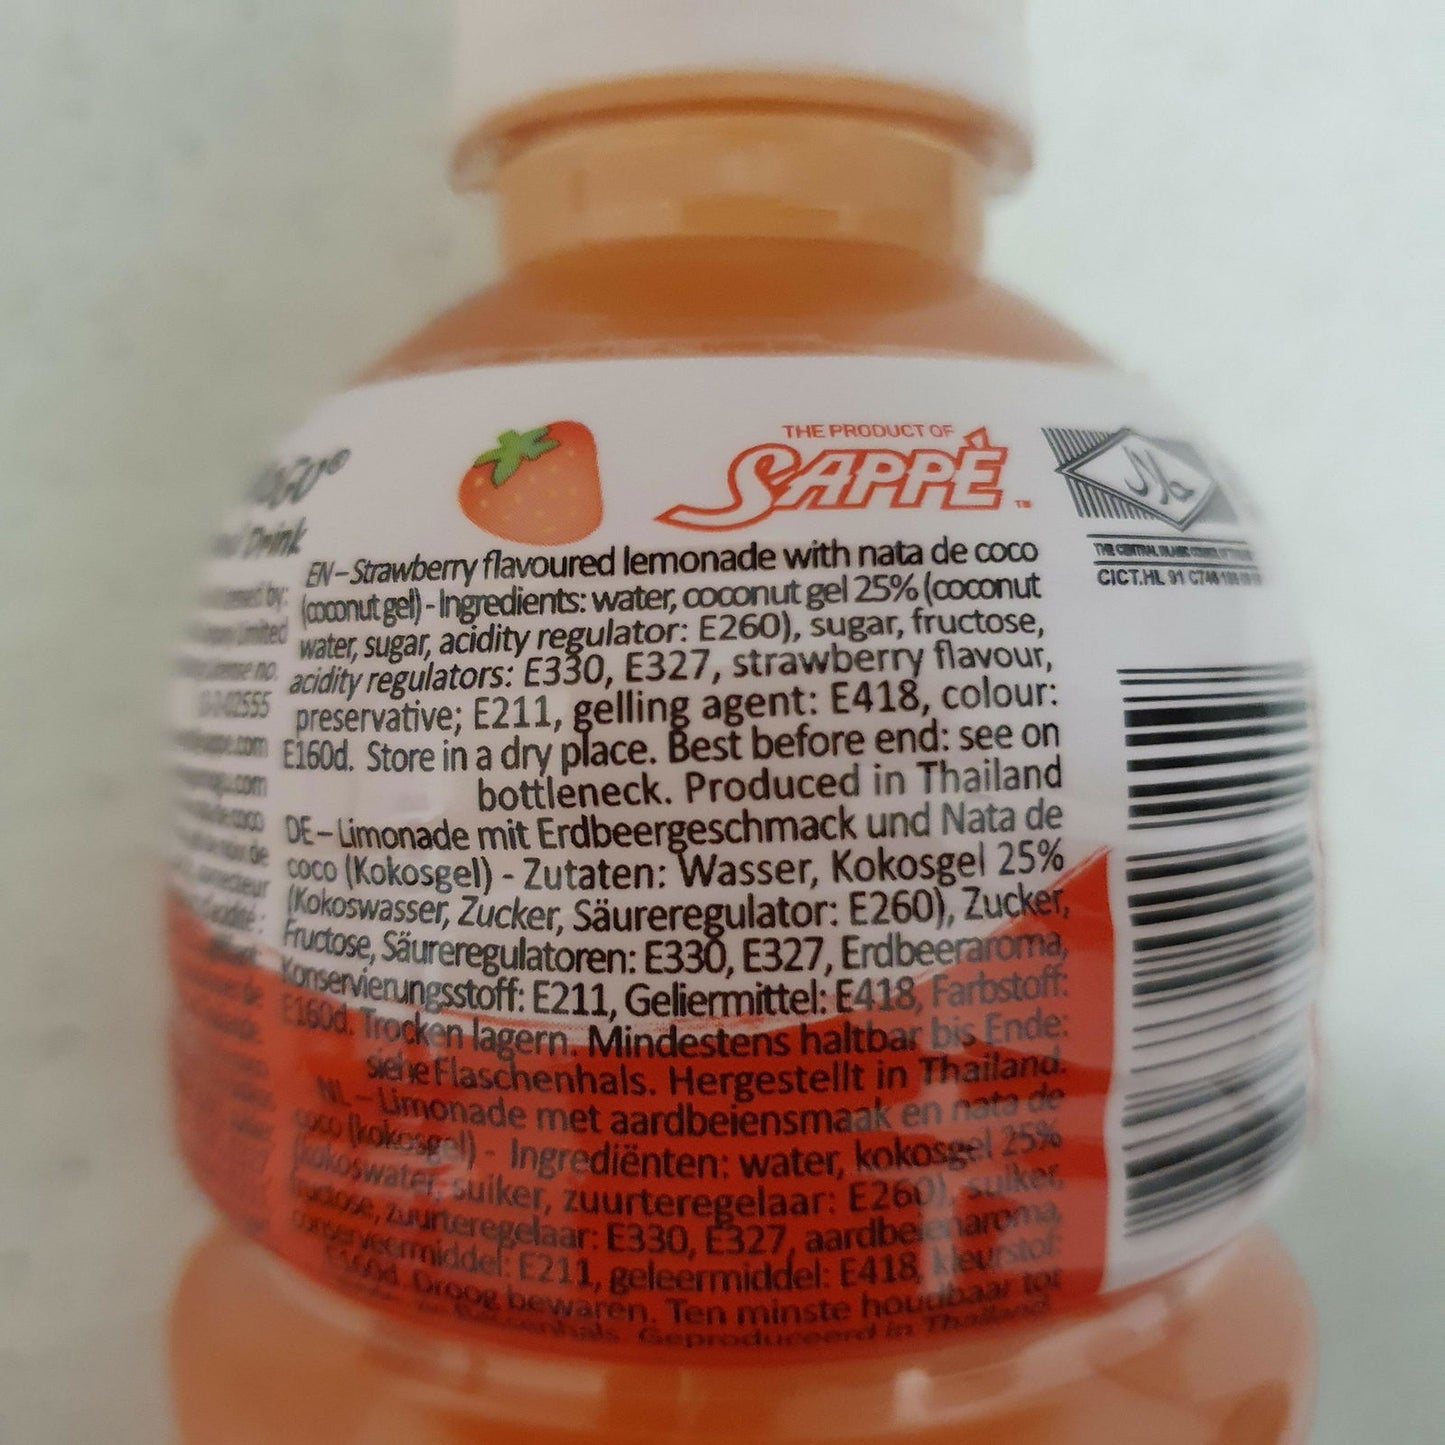 Drink
THE PRODUCT OF
SAPPÉ ™
CICT.HL 91
EN – Strawberry flavoured lemonade with nata de coco
(coconut gel) - Ingredients: water, coconut gel 25% (coconut
water, sugar, acidity regulator: E260), sugar, fructose,
acidity regulators: E330, E327, strawberry flavour,
preservative; E211, gelling agent: E418, colour:
E160d. Store in a dry place. Best before end: see on
bottleneck. Produced in Thailand
DE – Limonade mit Erdbeergeschmack und Nata de
coco (Kokosgel) - Zutaten: Wasser, Kokosgel 25%
(Kokoswasser, Zucker, Säureregulator: E260), Zucker,
Fructose, Säureregulatoren: E330, E327, Erdbeeraroma,
Konservierungsstoff: E211, Geliermittel: E418, Farbstoff:
E160d. Trocken lagern. Mindestens haltbar bis Ende:
siehe Flaschenhals. Hergestellt in Thailand.
NL – Limonade met aardbeiensmaak en nata de
coco (kokosgel) - Ingrediënten: water, kokosgel 25%
(kokoswater, suiker, zuurteregelaar: E260), suiker,
fructose, zuurteregelaar: E330, E327, aardbeienaroma,
conserveermiddel: E211, geleermiddel: E418, kleurstof:
E160d. Droog bewaren. Ten minste houdbaar tot
Geproduceerd in Thailand